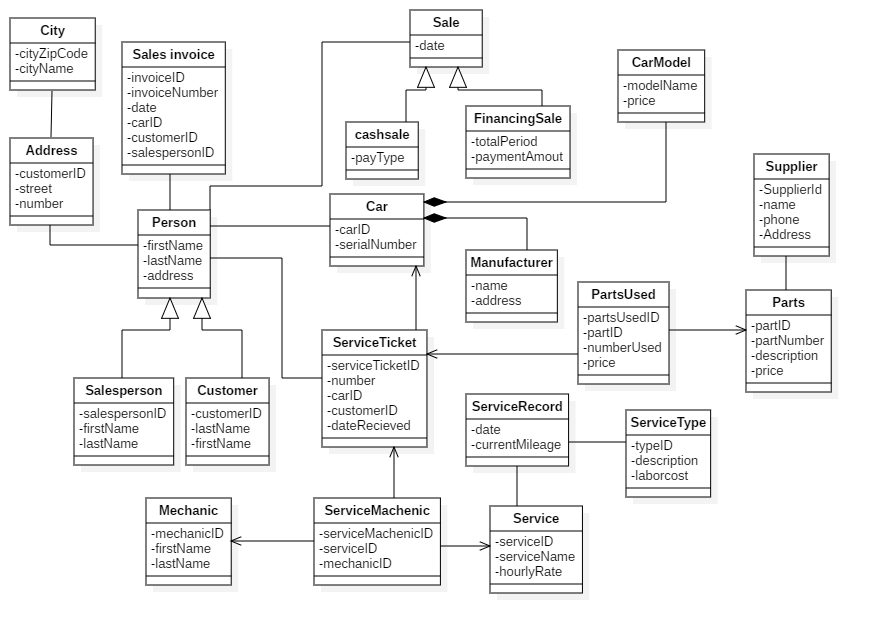 City
-cityZipCode
-cityName
Sales invoice
-invoiceID
-invoiceNumber
-date
-carID
-customerID
-salespersonID
Sale
-date
CarModel
-modelName
-price
cashsale
-payType
FinancingSale
-totalPeriod
-paymentAmout
Address
-customerID
-street
-number
Supplier
-SupplierId
-name
-phone
-Address
Person
-firstName
-lastName
-address
Car
-carID
-serialNumber
Manufacturer
-name
-address
PartsUsed
-partsUsedID
-partID
-numberUsed
-price
Parts
-partID
-partNumber
-description
-price
ServiceTicket
-serviceTicketID
-number
-carID
-customerID
-dateRecieved
Salesperson
-salespersonID
-firstName
-lastName
Customer
-customerID
-lastName
-firstName
ServiceRecord
-date
-currentMileage
ServiceType
-typeID
-description
-laborcost
Mechanic
-mechanicID
-firstName
-lastName
ServiceMachenic
-serviceMachenicID
-serviceID
-mechanicID
Service
-serviceID
-serviceName
-hourlyRate